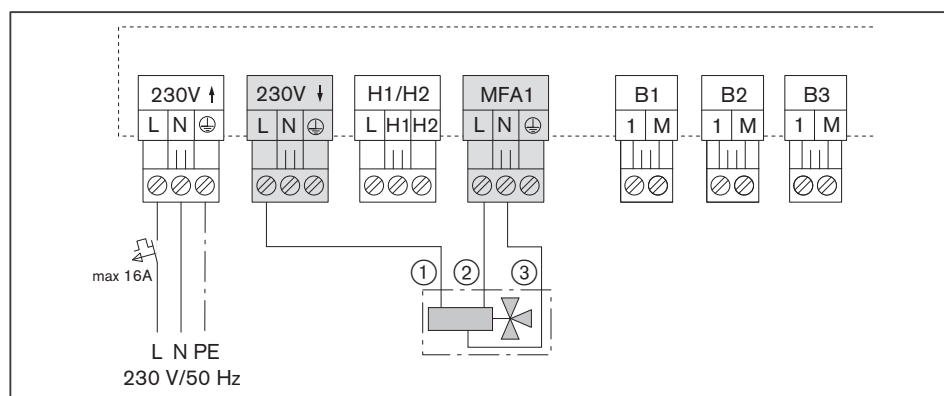 230V ↑ 230V ↓ H1/H2 MFA1 B1 B2 B3
L N ⏚ L N ⏚ L H1 H2 L N ⏚ 1 M 1 M 1 M
① ② ③
max 16A
L N PE
230 V/50 Hz